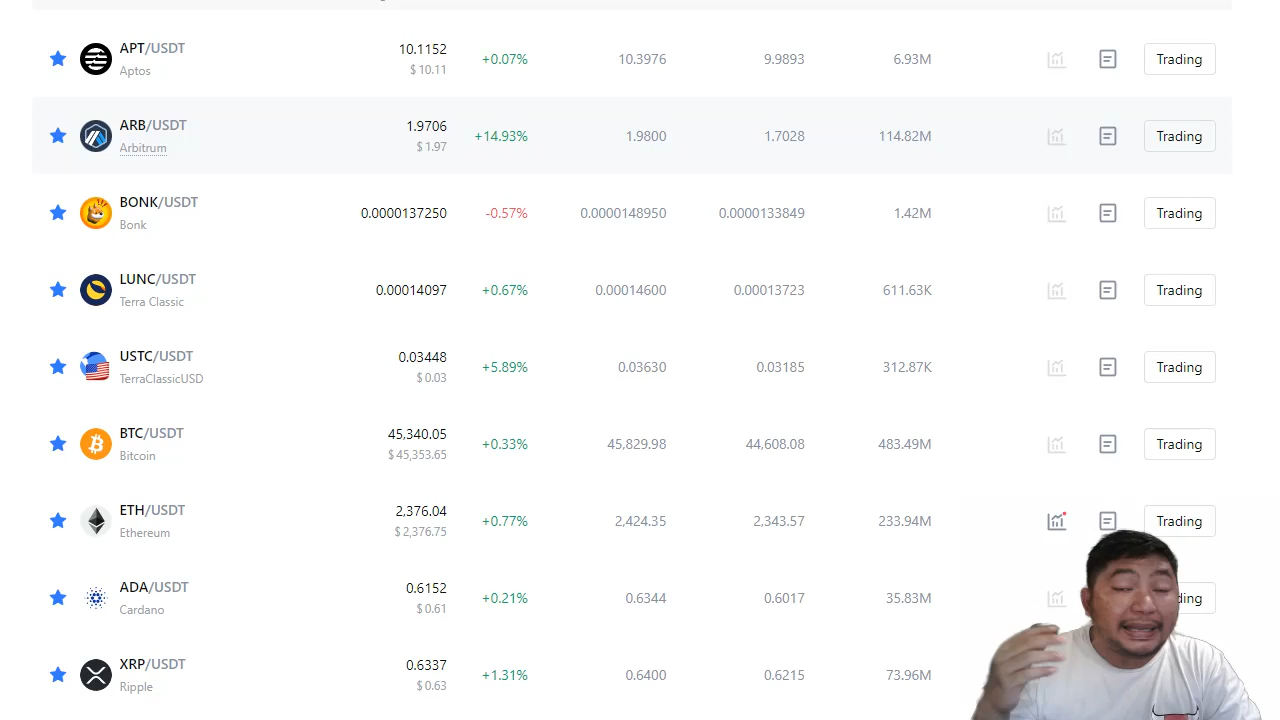 APT/USDT 10.1152 +0.07% 10.3976 9.9893 6.93M Trading
Aptos $ 10.11
ARB/USDT 1.9706 +14.93% 1.9800 1.7028 114.82M Trading
Arbitrum $ 1.97
BONK/USDT 0.0000137250 -0.57% 0.0000148950 0.0000133849 1.42M Trading
Bonk
LUNC/USDT 0.00014097 +0.67% 0.00014600 0.00013723 611.63K Trading
Terra Classic
USTC/USDT 0.03448 +5.89% 0.03630 0.03185 312.87K Trading
TerraClassicUSD $ 0.03
BTC/USDT 45,340.05 +0.33% 45,829.98 44,608.08 483.49M Trading
Bitcoin $ 45,353.65
ETH/USDT 2,376.04 +0.77% 2,424.35 2,343.57 233.94M Trading
Ethereum $ 2,376.75
ADA/USDT 0.6152 +0.21% 0.6344 0.6017 35.83M ding
Cardano $ 0.61
XRP/USDT 0.6337 +1.31% 0.6400 0.6215 73.96M
Ripple $ 0.63